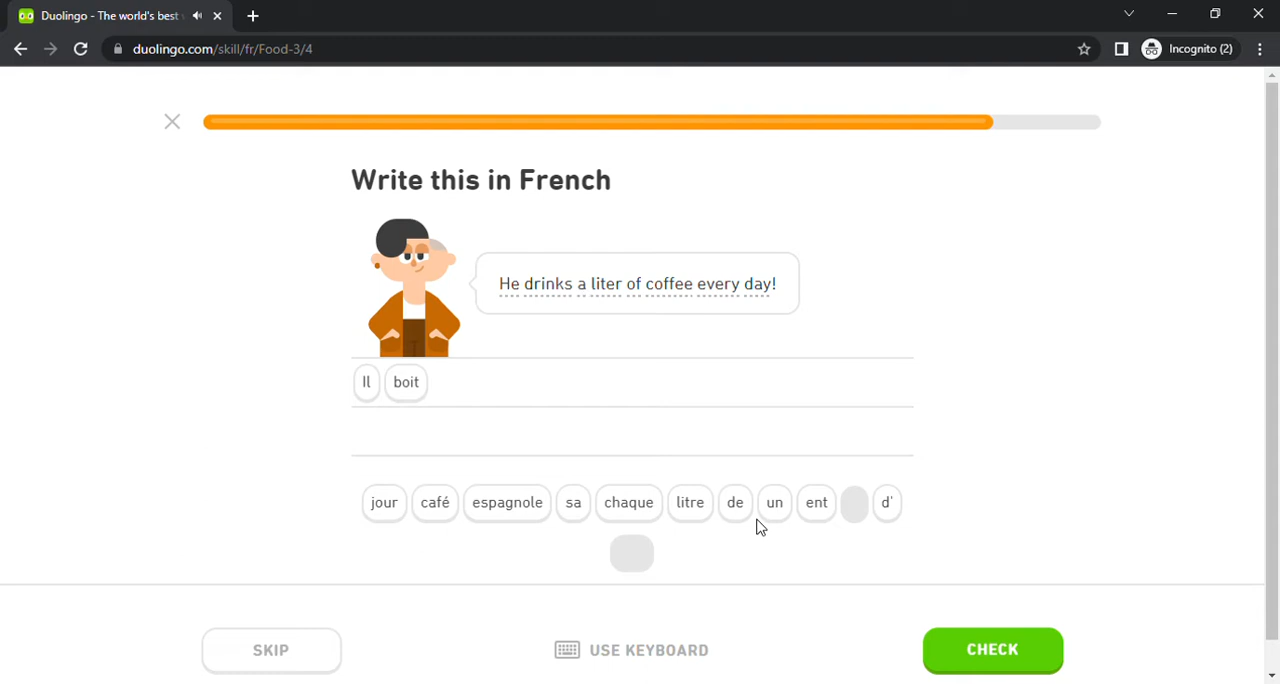 Duolingo - The world's best
duolingo.com/skill/fr/Food-3/4
Incognito (2)
Write this in French
He drinks a liter of coffee every day!
Il boit
jour café espagnole sa chaque litre de un ent d'
SKIP
USE KEYBOARD
CHECK